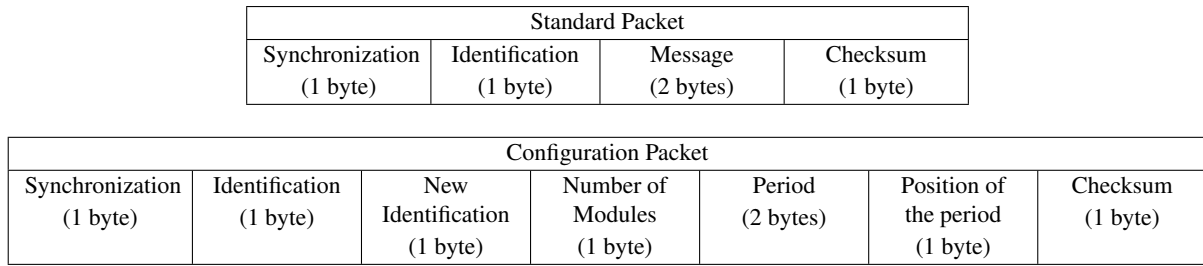 Standard Packet
Synchronization Identification Message Checksum
(1 byte) (1 byte) (2 bytes) (1 byte)
Configuration Packet
Synchronization Identification New Number of Period Position of Checksum
(1 byte) (1 byte) Identification Modules (2 bytes) the period (1 byte)
(1 byte) (1 byte) (1 byte)